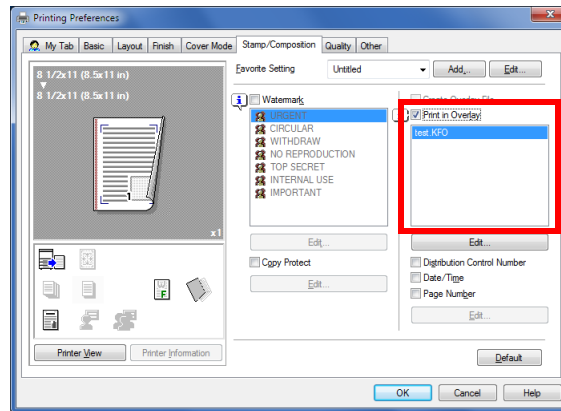 Printing Preferences
My Tab Basic Layout Finish Cover Mode Stamp/Composition Quality Other
8 1/2x11 (8.5x11 in)
8 1/2x11 (8.5x11 in)
x1
Printer View Printer Information
Favorite Setting Untitled Add... Edit...
Watermark
URGENT
CIRCULAR
WITHDRAW
NO REPRODUCTION
TOP SECRET
INTERNAL USE
IMPORTANT
Edit...
Copy Protect
Edit...
Create Overlay File
Print in Overlay
test.KFO
Edit...
Distribution Control Number
Date/Time
Page Number
Edit...
Default
OK Cancel Help